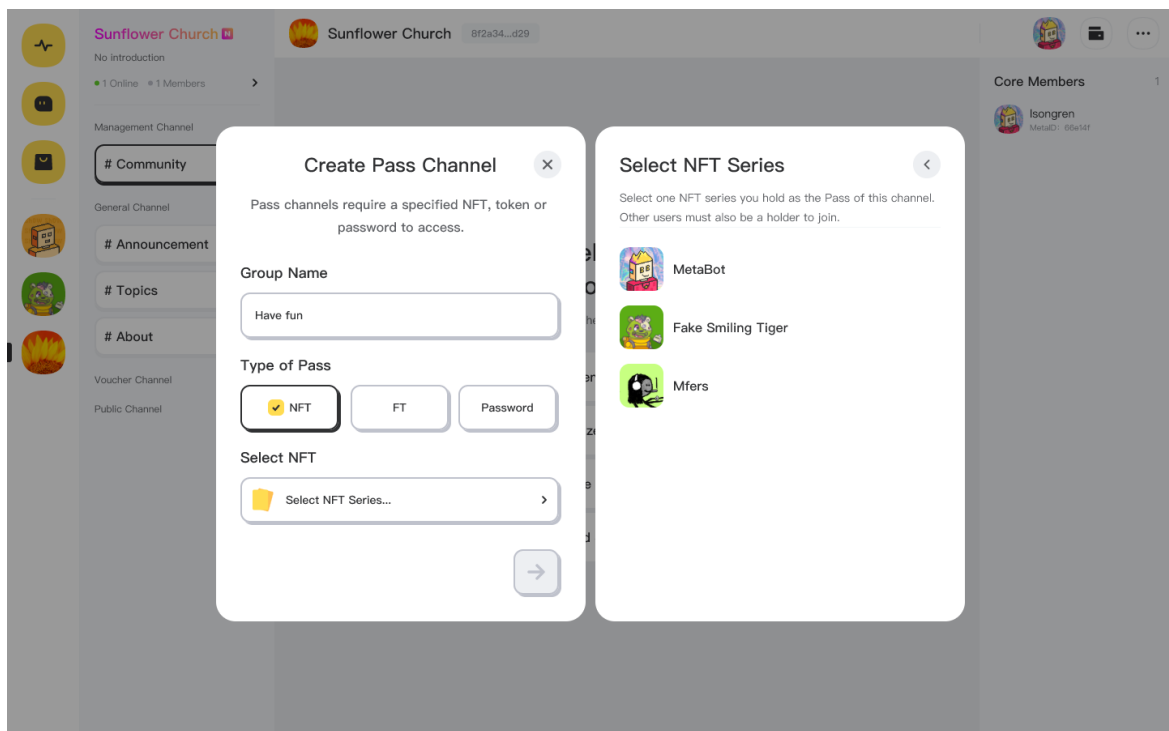 Sunflower Church
No introduction
1 Online 1 Members
Management Channel
# Community
General Channel
# Announcement
# Topics
# About
Voucher Channel
Public Channel
Sunflower Church 8f2a34...d29
Create Pass Channel
Pass channels require a specified NFT, token or
password to access.
Group Name
Have fun
Type of Pass
NFT FT Password
Select NFT
Select NFT Series...
Select NFT Series
Select one NFT series you hold as the Pass of this channel.
Other users must also be a holder to join.
MetaBot
Fake Smiling Tiger
Mfers
Core Members 1
lsongren
MetaID: 66e14f